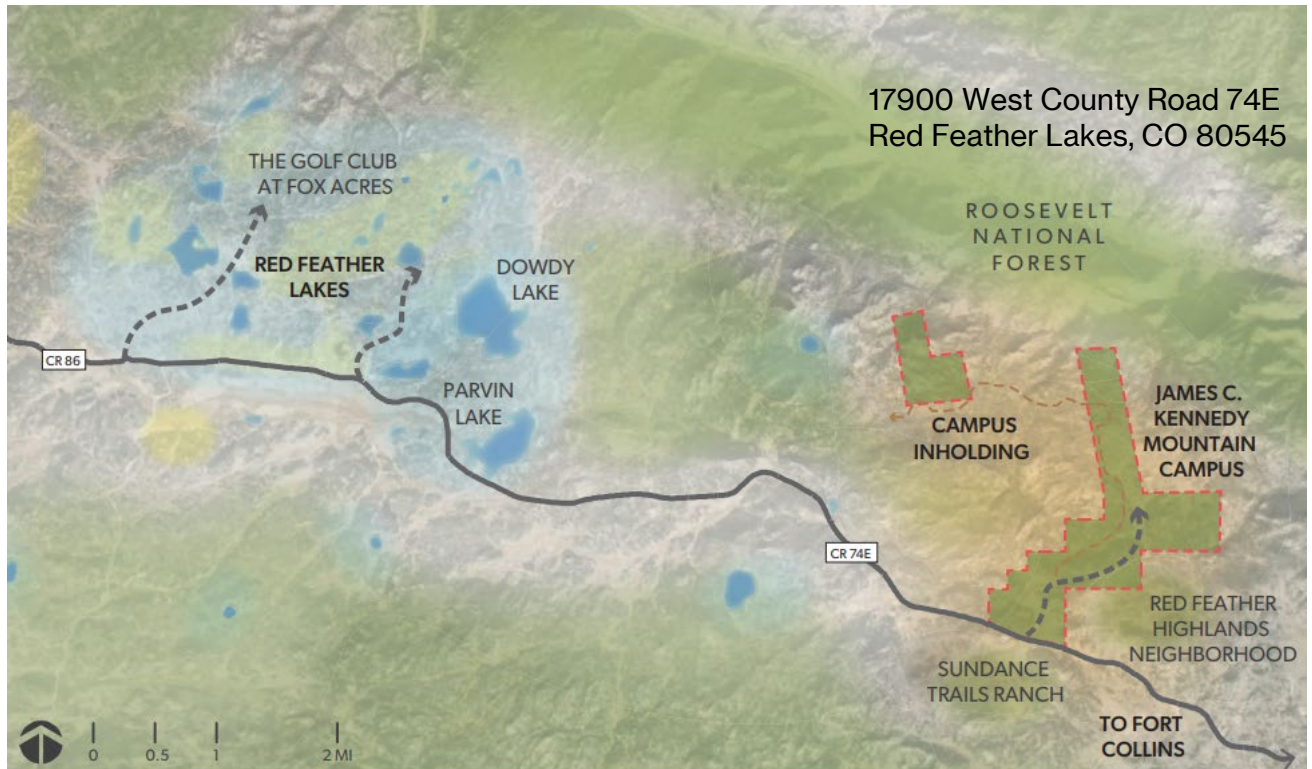 17900 West County Road 74E
Red Feather Lakes, CO 80545
THE GOLF CLUB
AT FOX ACRES
ROOSEVELT
NATIONAL
FOREST
RED FEATHER
LAKES
DOWDY
LAKE
CR 86
PARVIN
LAKE
CAMPUS
INHOLDING
JAMES C.
KENNEDY
MOUNTAIN
CAMPUS
CR 74E
RED FEATHER
HIGHLANDS
NEIGHBORHOOD
SUNDANCE
TRAILS RANCH
TO FORT
COLLINS
0 0.5 1 2 MI